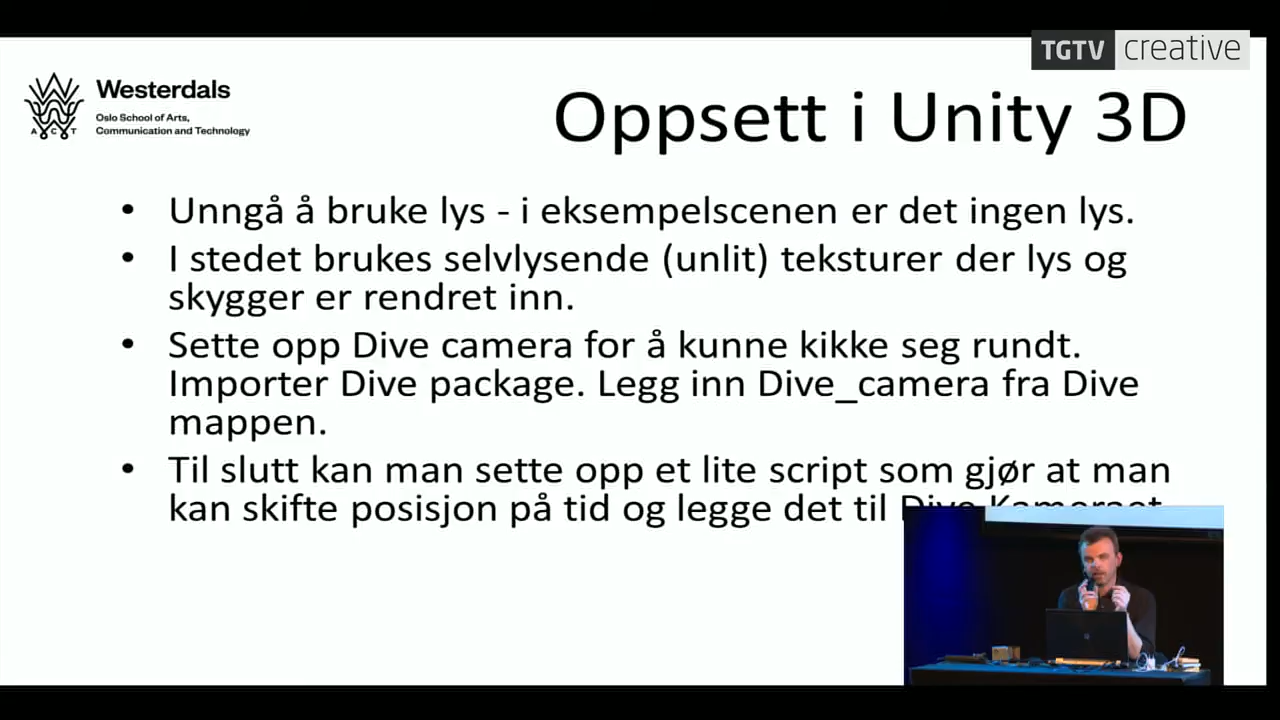 TGTV creative
Westerdals
Oslo School of Arts,
Communication and Technology
A C T
Oppsett i Unity 3D
• Unngå å bruke lys - i eksempelscenen er det ingen lys.
• I stedet brukes selvlysende (unlit) teksturer der lys og
skygger er rendret inn.
• Sette opp Dive camera for å kunne kikke seg rundt.
Importer Dive package. Legg inn Dive_camera fra Dive
mappen.
• Til slutt kan man sette opp et lite script som gjør at man
kan skifte posisjon på tid og legge det til Dive Kameraet